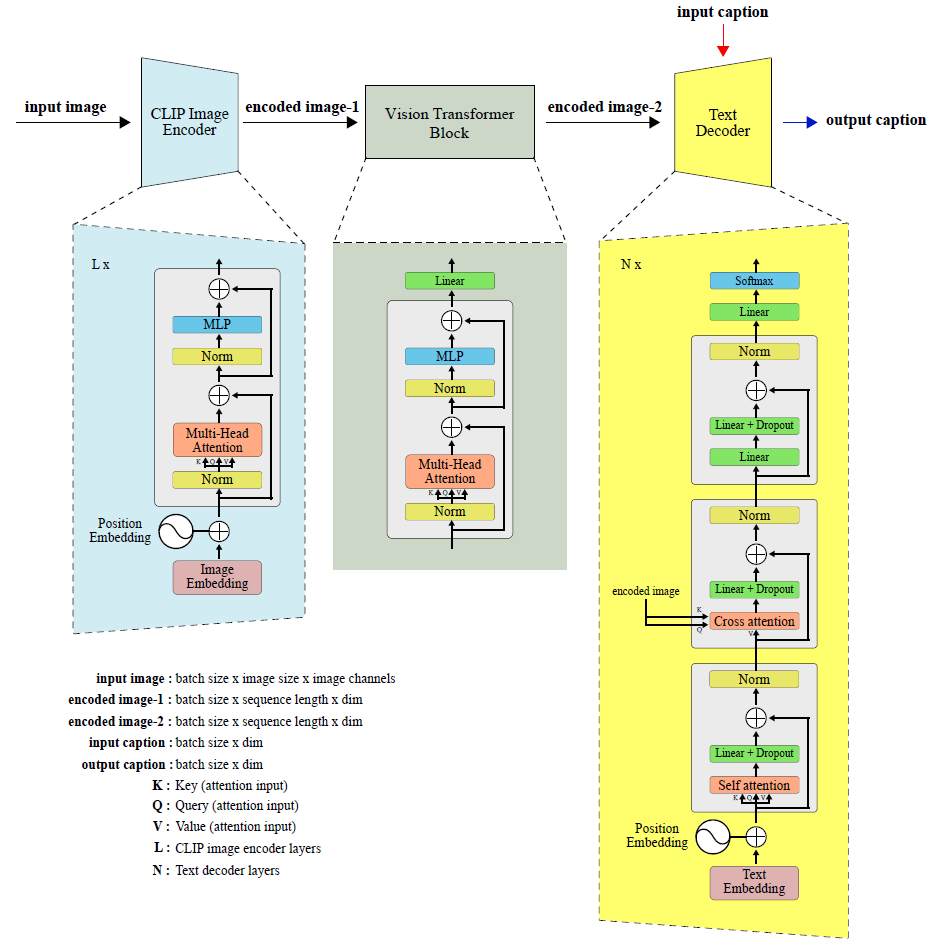 input caption
input image
CLIP Image
Encoder
encoded image-1
Vision Transformer
Block
encoded image-2
Text
Decoder
output caption
L x
MLP
Norm
Multi-Head
Attention
K Q V
Norm
Position
Embedding
Image
Embedding
Linear
MLP
Norm
Multi-Head
Attention
K Q V
Norm
N x
Softmax
Linear
Norm
Linear + Dropout
Linear
Norm
Linear + Dropout
encoded image
K
Cross attention
Q
V
Norm
Linear + Dropout
Self attention
K Q V
Position
Embedding
Text
Embedding
input image : batch size x image size x image channels
encoded image-1 : batch size x sequence length x dim
encoded image-2 : batch size x sequence length x dim
input caption : batch size x dim
output caption : batch size x dim
K : Key (attention input)
Q : Query (attention input)
V : Value (attention input)
L : CLIP image encoder layers
N : Text decoder layers